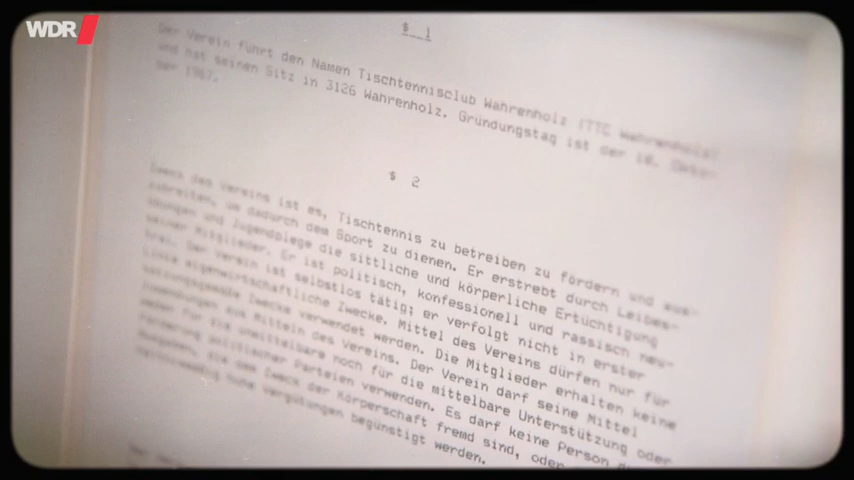 WDR
$ 1
Der Verein führt den Namen Tischtennisclub Wahrenholz (TTC Wahrenholz)
und hat seinen Sitz in 3126 Wahrenholz. Gründungstag ist der 10. Okto-
ber 1967.
$ 2
Zweck des Vereins ist es, Tischtennis zu betreiben zu fördern und aus-
zubreiten, um dadurch dem Sport zu dienen. Er erstrebt durch Leibes-
übungen und Jugendplege die sittliche und körperliche Ertüchtigung
seiner Mitglieder. Er ist politisch, konfessionell und rassisch neu-
tral. Der Verein ist selbstlos tätig; er verfolgt nicht in erster
Linie eigenwirtschaftliche Zwecke. Mittel des Vereins dürfen nur für
satzungsgemäße Zwecke verwendet werden. Die Mitglieder erhalten keine
Zuwendungen aus Mitteln des Vereins. Der Verein darf seine Mittel
weder für die unmittelbare noch für die mittelbare Unterstützung oder
Förderung politischer Parteien verwenden. Es darf keine Person
Ausgaben, die dem Zweck der Körperschaft fremd sind, oder
hohe Vergütungen begünstigt werden.